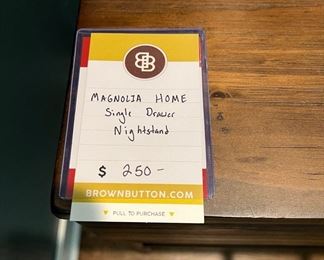 BB
MAGNOLIA HOME
Single Drawer
Nightstand
$ 250-
BROWNBUTTON.COM
PULL TO PURCHASE